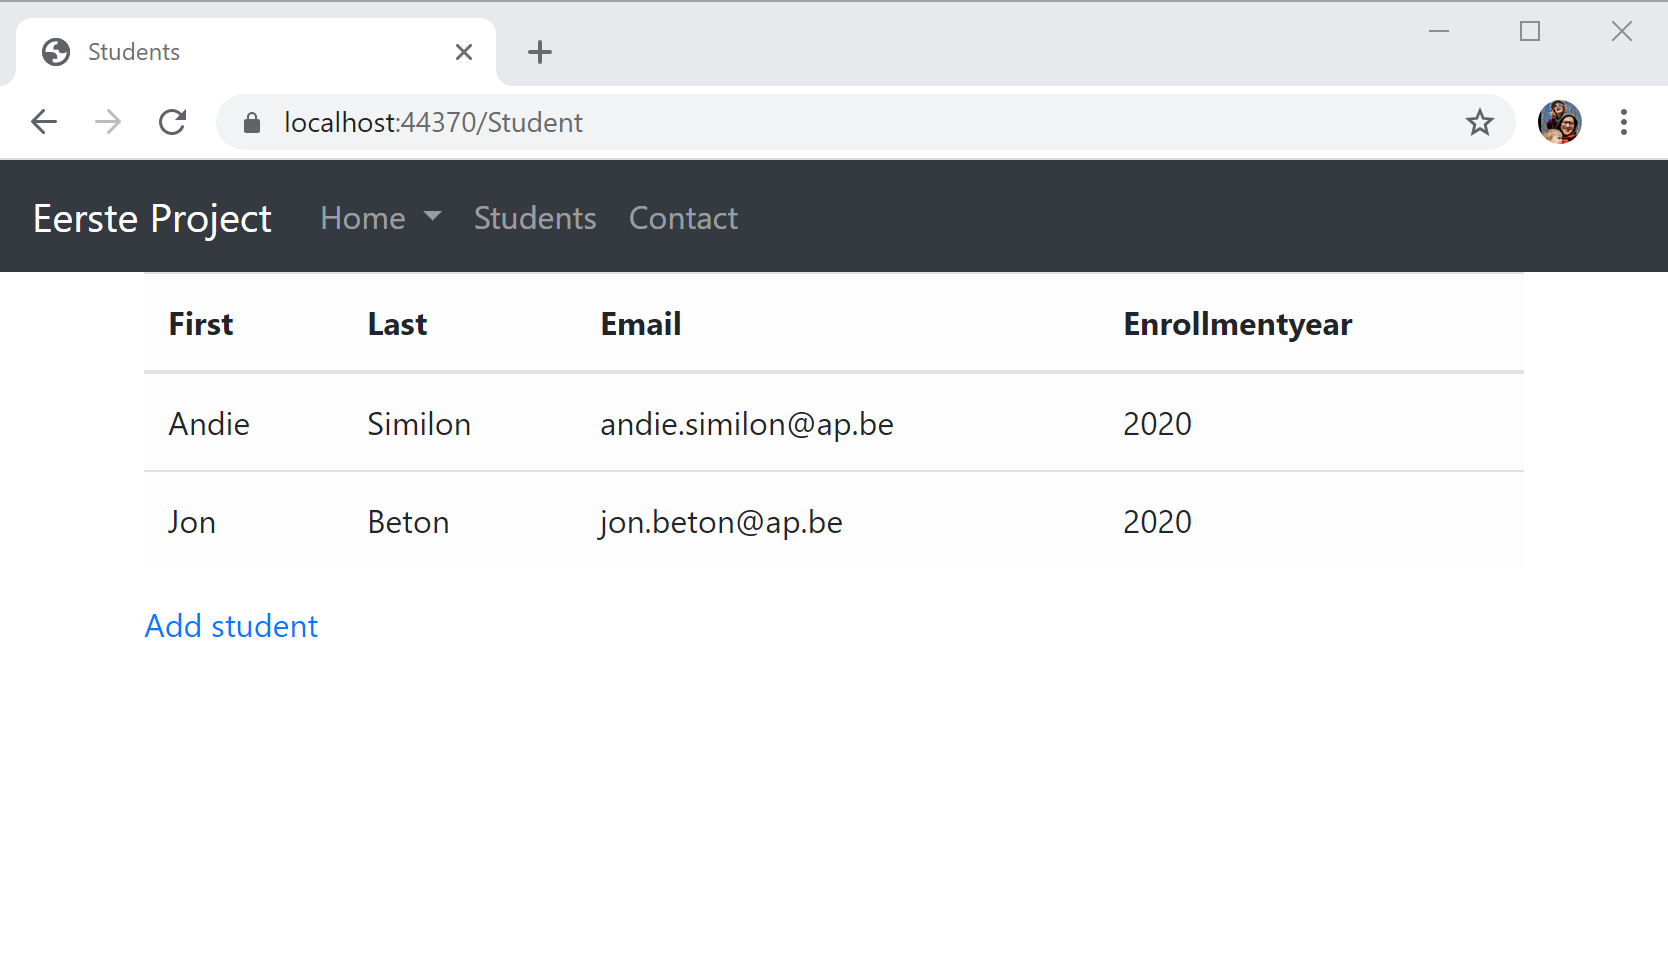 Students
localhost:44370/Student
Eerste Project Home Students Contact
First Last Email Enrollmentyear
Andie Similon andie.similon@ap.be 2020
Jon Beton jon.beton@ap.be 2020
Add student